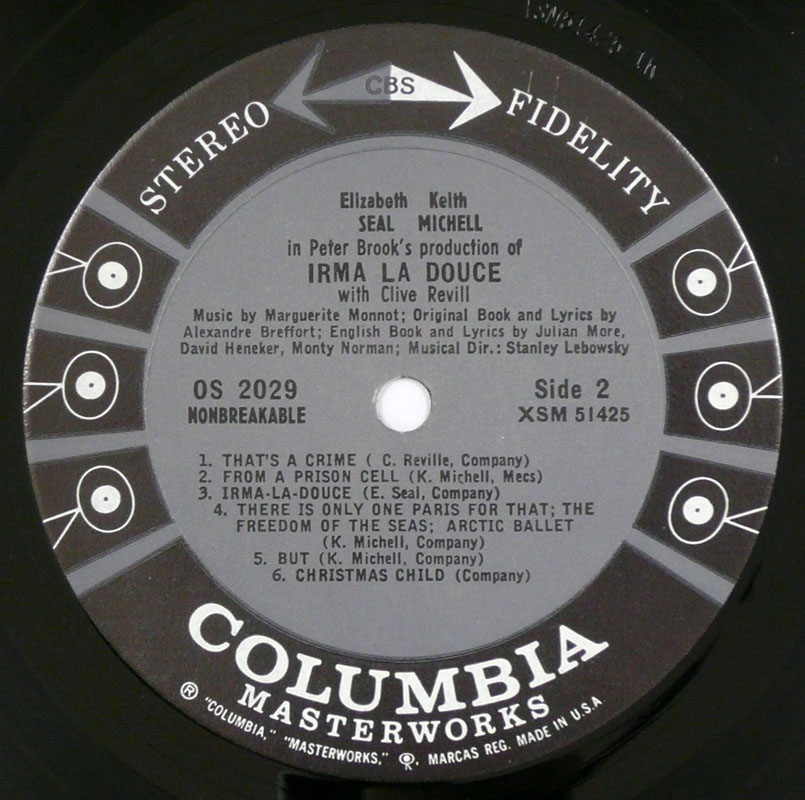 STEREO CBS FIDELITY
Elizabeth Keith
SEAL MICHELL
in Peter Brook's production of
IRMA LA DOUCE
with Clive Revill
Music by Marguerite Monnot; Original Book and Lyrics by
Alexandre Breffort; English Book and Lyrics by Julian More,
David Heneker, Monty Norman; Musical Dir.: Stanley Lebowsky
OS 2029 Side 2
NONBREAKABLE XSM 51425
1. THAT'S A CRIME ( C. Reville, Company)
2. FROM A PRISON CELL (K. Michell, Mecs)
3. IRMA-LA-DOUCE (E. Seal, Company)
4. THERE IS ONLY ONE PARIS FOR THAT; THE
FREEDOM OF THE SEAS; ARCTIC BALLET
(K. Michell, Company)
5. BUT (K. Michell, Company)
6. CHRISTMAS CHILD (Company)
COLUMBIA
MASTERWORKS
® "COLUMBIA," "MASTERWORKS," MARCAS REG. MADE IN U.S.A